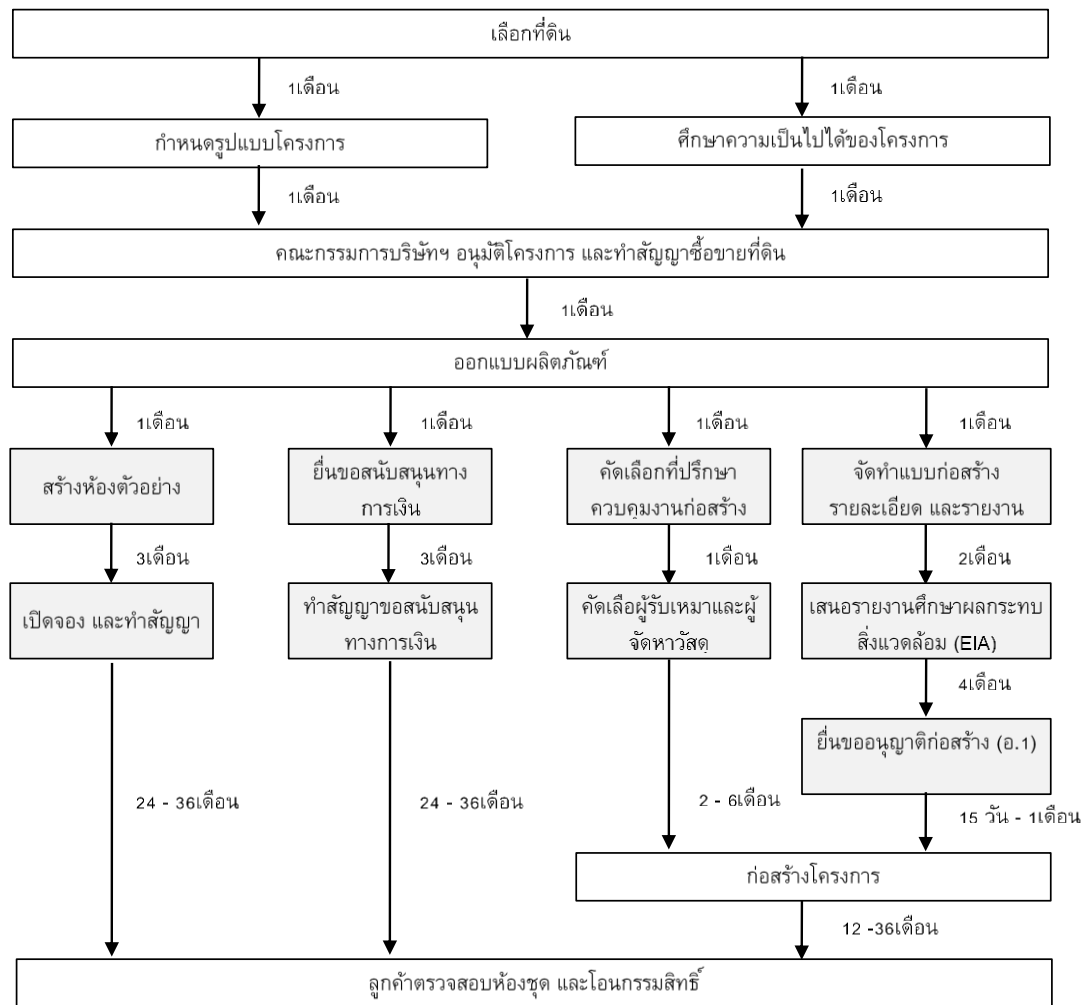 เลือกที่ดิน
1เดือน
1เดือน
กำหนดรูปแบบโครงการ
ศึกษาความเป็นไปได้ของโครงการ
1เดือน
1เดือน
คณะกรรมการบริษัทฯ อนุมัติโครงการ และทำสัญญาซื้อขายที่ดิน
1เดือน
ออกแบบผลิตภัณฑ์
1เดือน
1เดือน
1เดือน
1เดือน
สร้างห้องตัวอย่าง
ยื่นขอสนับสนุนทาง
การเงิน
คัดเลือกที่ปรึกษา
ควบคุมงานก่อสร้าง
จัดทำแบบก่อสร้าง
รายละเอียด และรายงาน
3เดือน
3เดือน
1เดือน
2เดือน
เปิดจอง และทำสัญญา
ทำสัญญาขอสนับสนุน
ทางการเงิน
คัดเลือผู้รับเหมาและผู้
จัดหาวัสดุ
เสนอรายงานศึกษาผลกระทบ
สิ่งแวดล้อม (EIA)
4เดือน
ยื่นขออนุญาติก่อสร้าง (อ.1)
24 - 36เดือน
24 - 36เดือน
2 - 6เดือน
15 วัน - 1เดือน
ก่อสร้างโครงการ
12 -36เดือน
ลูกค้าตรวจสอบห้องชุด และโอนกรรมสิทธิ์